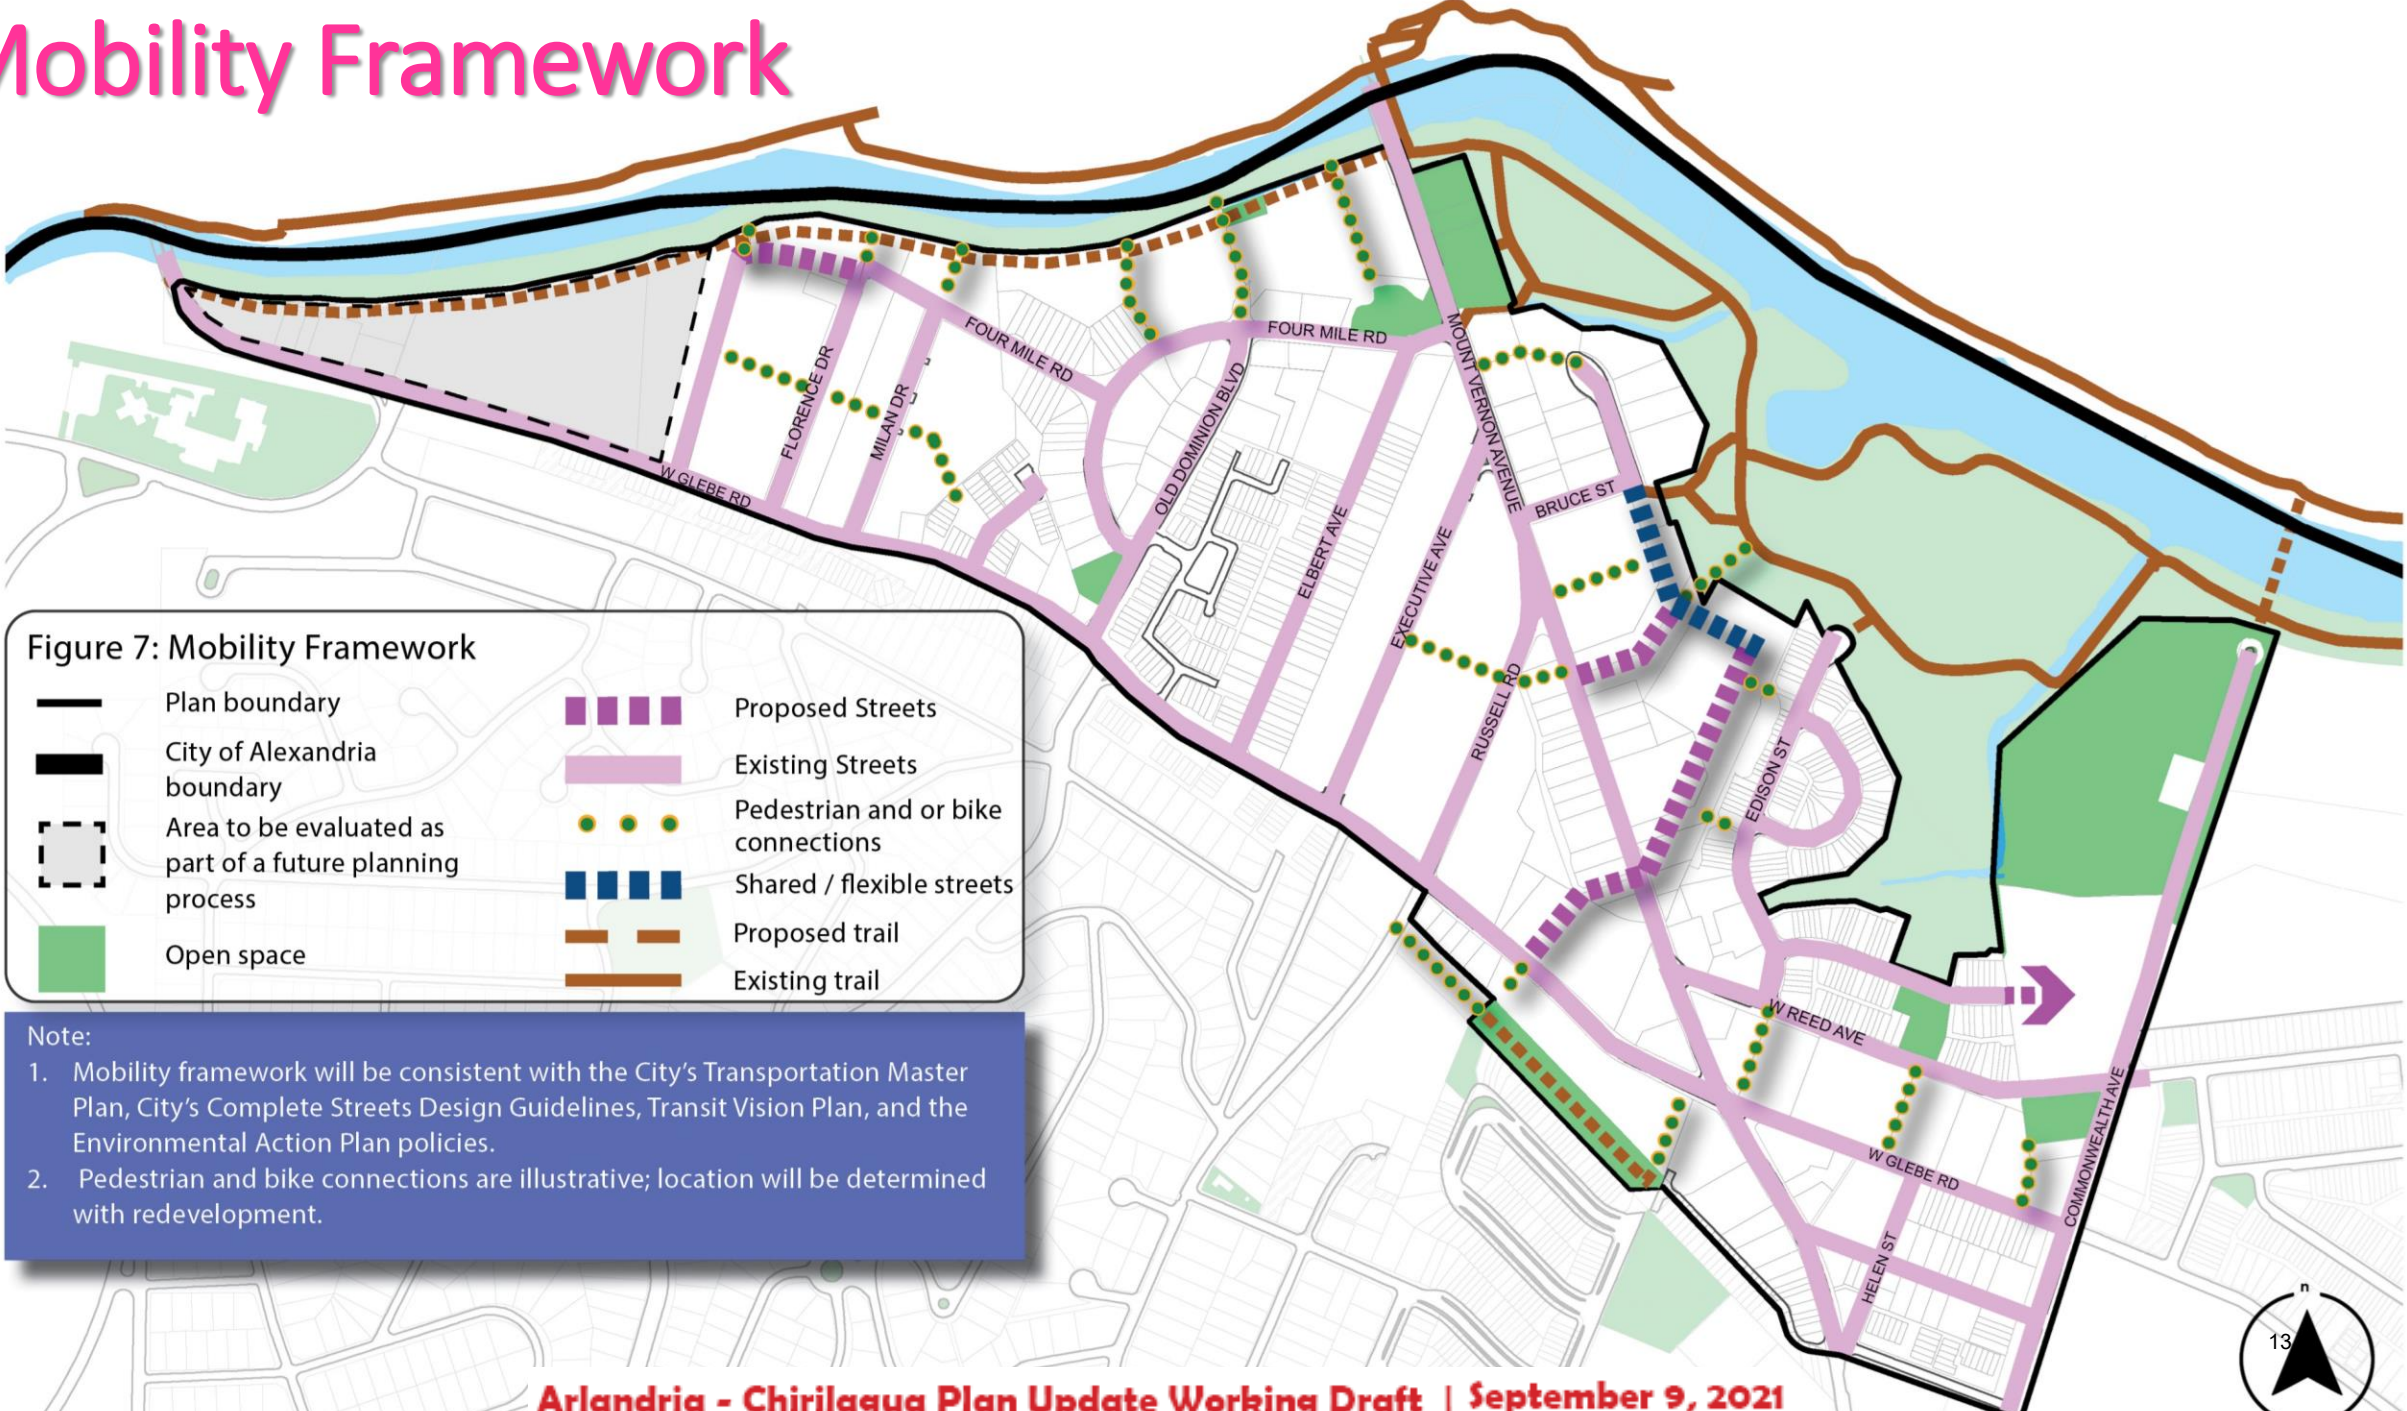 Mobility Framework
FOUR MILE RD
FOUR MILE RD
MOUNT VERNON AVENUE
FLORENCE DR
MILAN DR
OLD DOMINION BLVD
W GLEBE RD
BRUCE ST
ELBERT AVE
EXECUTIVE AVE
RUSSELL RD
EDISON ST
W REED AVE
W GLEBE RD
HELEN ST
COMMONWEALTH AVE
Figure 7: Mobility Framework
Plan boundary
City of Alexandria
boundary
Area to be evaluated as
part of a future planning
process
Open space
Proposed Streets
Existing Streets
Pedestrian and or bike
connections
Shared / flexible streets
Proposed trail
Existing trail
Note:
1. Mobility framework will be consistent with the City's Transportation Master
Plan, City's Complete Streets Design Guidelines, Transit Vision Plan, and the
Environmental Action Plan policies.
2. Pedestrian and bike connections are illustrative; location will be determined
with redevelopment.
n
13
Arlandria - Chirilagua Plan Update Working Draft | September 9, 2021